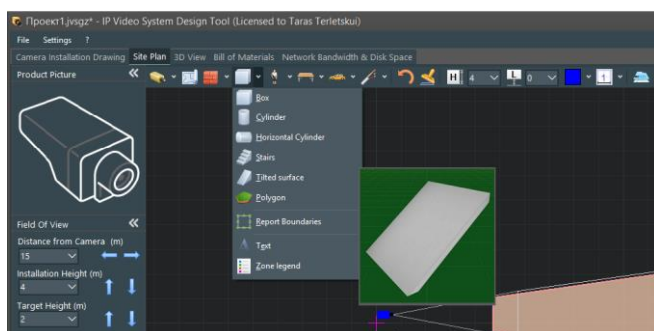 Проект1.jvsgz* - IP Video System Design Tool (Licensed to Taras Terletskui)
File Settings ?
Camera Installation Drawing Site Plan 3D View Bill of Materials Network Bandwidth & Disk Space
Product Picture
H 4 L 0 1
Box
Cylinder
Horizontal Cylinder
Stairs
Tilted surface
Polygon
Report Boundaries
Text
Zone legend
Field Of View
Distance from Camera (m)
15
Installation Height (m)
4
Target Height (m)
2